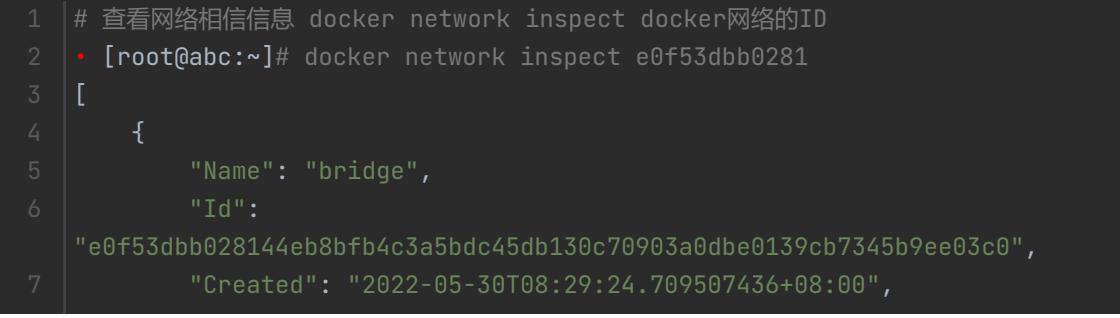 1 # 查看网络相信信息 docker network inspect docker网络的ID
2 • [root@abc:~]# docker network inspect e0f53dbb0281
3 [
4 {
5 "Name": "bridge",
6 "Id":
"e0f53dbb028144eb8bfb4c3a5bdc45db130c70903a0dbe0139cb7345b9ee03c0",
7 "Created": "2022-05-30T08:29:24.709507436+08:00",